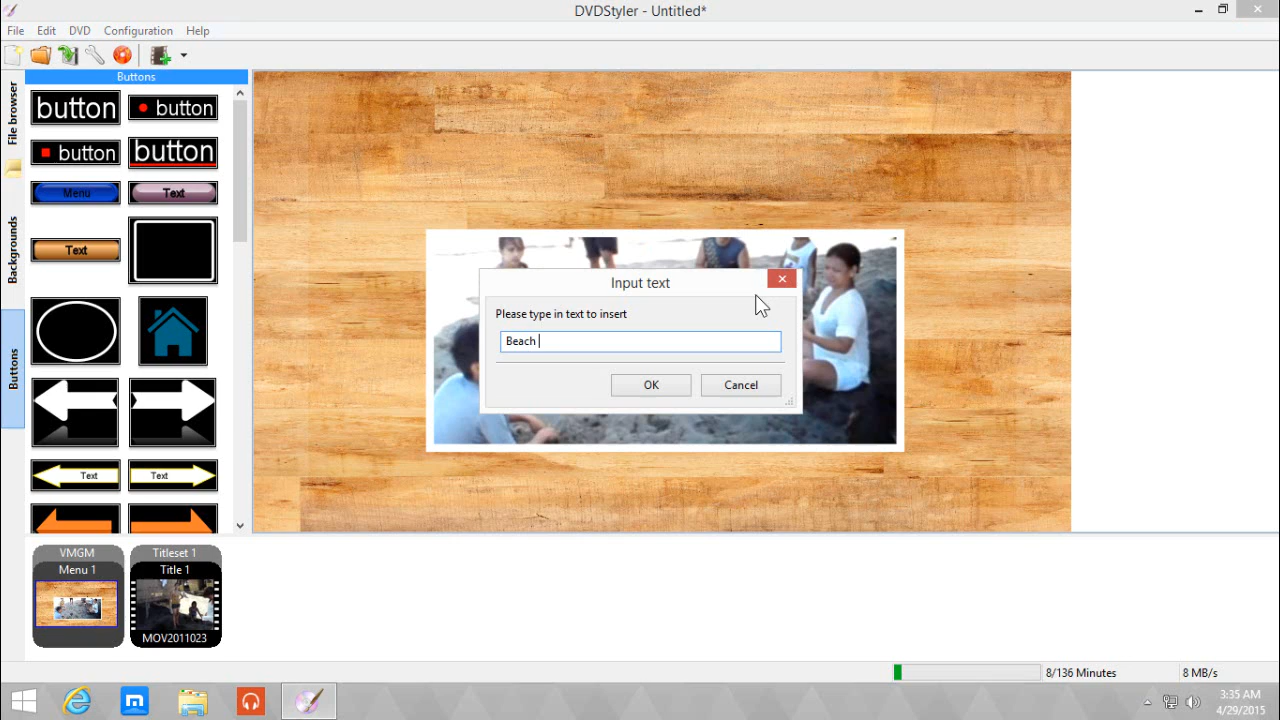 DVDStyler - Untitled*
File Edit DVD Configuration Help
Buttons
File browser
Backgrounds
Buttons
button
button
button
button
Menu
Text
Text
Text
Text
Input text
Please type in text to insert
Beach
OK
Cancel
VMGM
Menu 1
Titleset 1
Title 1
MOV2011023
8/136 Minutes
8 MB/s
3:35 AM
4/29/2015